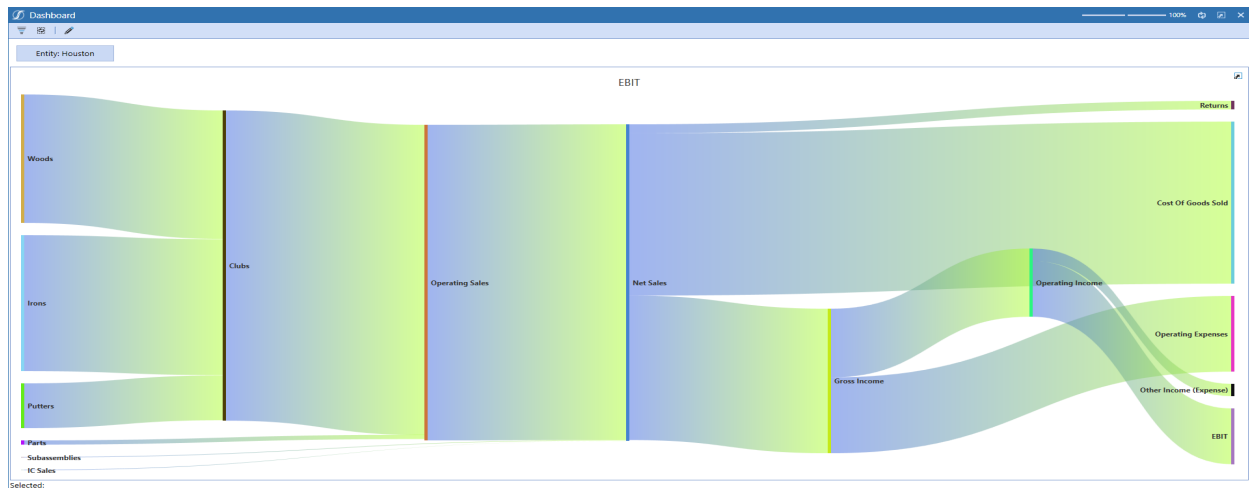 Dashboard
100%
Entity: Houston
EBIT
Returns
Woods
Cost Of Goods Sold
Clubs
Operating Sales
Net Sales
Operating Income
Irons
Operating Expenses
Gross Income
Other Income (Expense)
Putters
EBIT
Parts
Subassemblies
IC Sales
Selected: